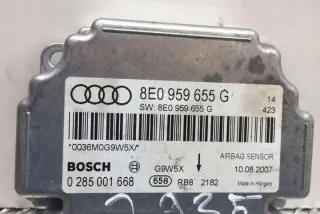 8E0 959 655 G
14
SW: 8E0 959 655 G
423
*0036M0G9W5X/*
BOSCH G9W5X AIRBAG SENSOR
10.08.2007
0 285 001 668 658 RB8 2182 Made in Hungary